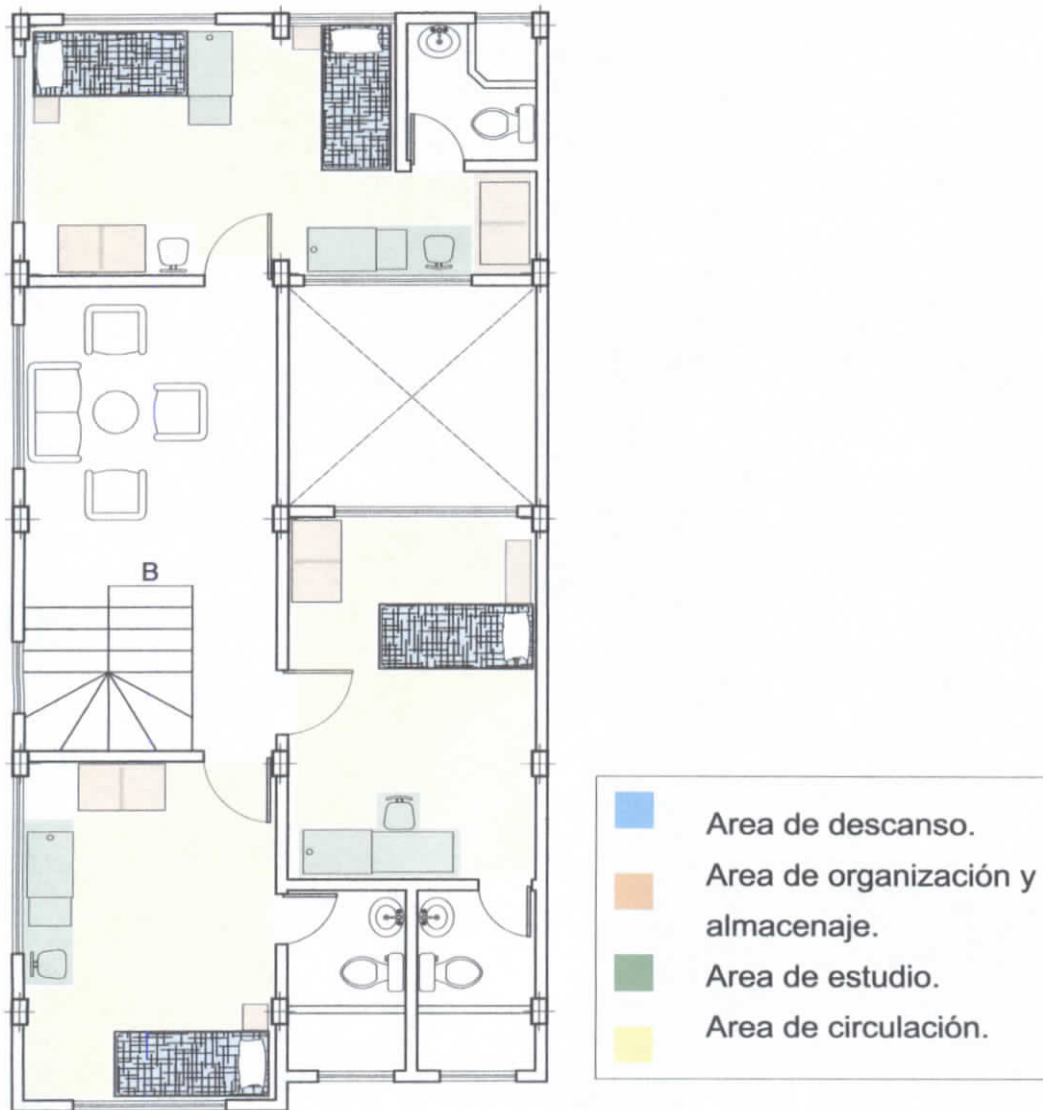 B
Area de descanso.
Area de organización y
almacenaje.
Area de estudio.
Area de circulación.